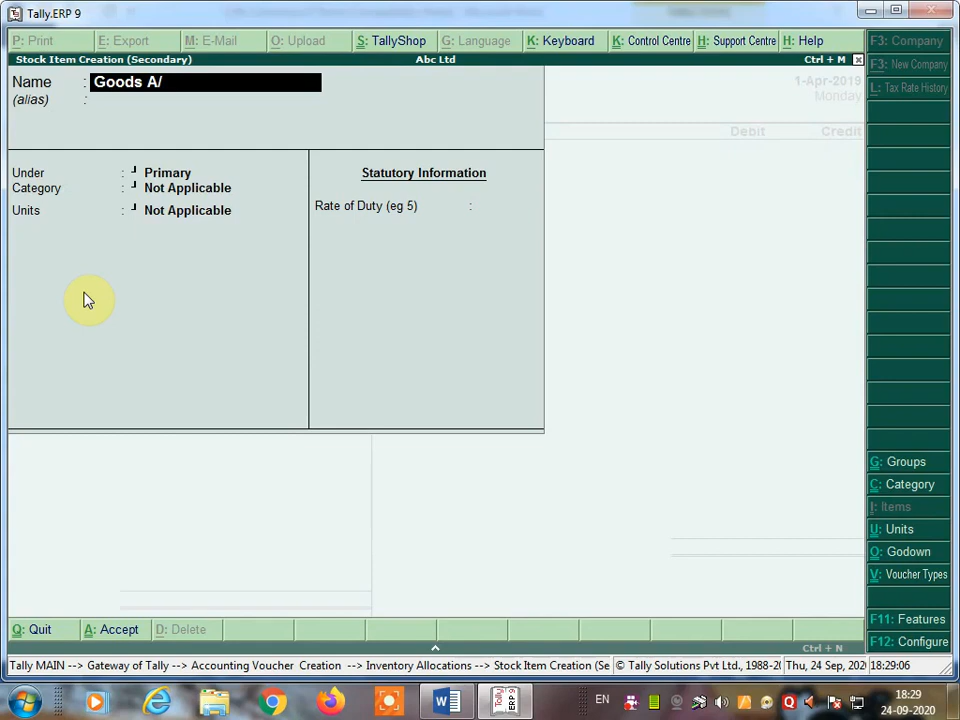 Tally.ERP 9
P: Print E: Export M: E-Mail O: Upload S: TallyShop G: Language K: Keyboard K: Control Centre H: Support Centre H: Help
F3: Company
Stock Item Creation (Secondary) Abc Ltd Ctrl + M
F3: New Company
Name : Goods A/
(alias) :
1-Apr-2019
Monday
L: Tax Rate History
Debit Credit
Under : Primary
Category : Not Applicable
Units : Not Applicable
Statutory Information
Rate of Duty (eg 5) :
G: Groups
C: Category
I: Items
U: Units
O: Godown
V: Voucher Types
F11: Features
F12: Configure
Q: Quit A: Accept D: Delete
Ctrl + N
Tally MAIN --> Gateway of Tally --> Accounting Voucher Creation --> Inventory Allocations --> Stock Item Creation (Se © Tally Solutions Pvt Ltd., 1988-2 Thu, 24 Sep, 202 18:29:06
EN
18:29
24-09-2020